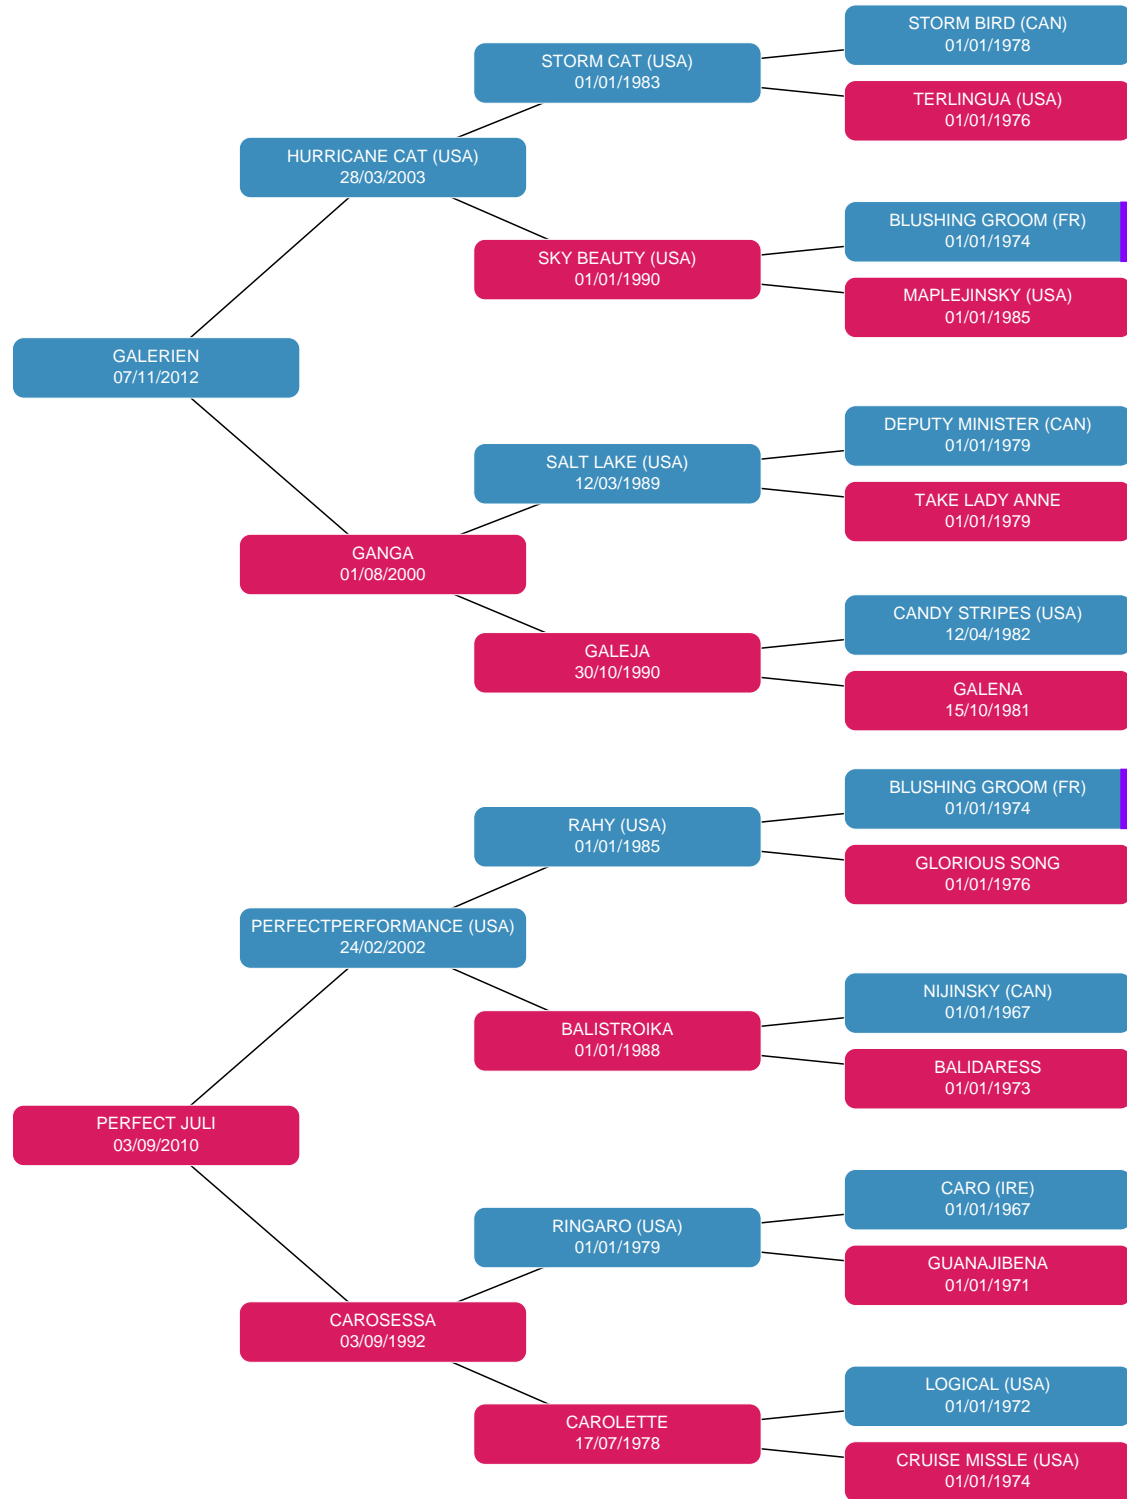 STORM BIRD (CAN)
01/01/1978
STORM CAT (USA)
01/01/1983
TERLINGUA (USA)
01/01/1976
HURRICANE CAT (USA)
28/03/2003
BLUSHING GROOM (FR)
01/01/1974
SKY BEAUTY (USA)
01/01/1990
MAPLEJINSKY (USA)
01/01/1985
GALERIEN
07/11/2012
DEPUTY MINISTER (CAN)
01/01/1979
SALT LAKE (USA)
12/03/1989
TAKE LADY ANNE
01/01/1979
GANGA
01/08/2000
CANDY STRIPES (USA)
12/04/1982
GALEJA
30/10/1990
GALENA
15/10/1981
BLUSHING GROOM (FR)
01/01/1974
RAHY (USA)
01/01/1985
GLORIOUS SONG
01/01/1976
PERFECTPERFORMANCE (USA)
24/02/2002
NIJINSKY (CAN)
01/01/1967
BALISTROIKA
01/01/1988
BALIDARESS
01/01/1973
PERFECT JULI
03/09/2010
CARO (IRE)
01/01/1967
RINGARO (USA)
01/01/1979
GUANAJIBENA
01/01/1971
CAROSESSA
03/09/1992
LOGICAL (USA)
01/01/1972
CAROLETTE
17/07/1978
CRUISE MISSLE (USA)
01/01/1974